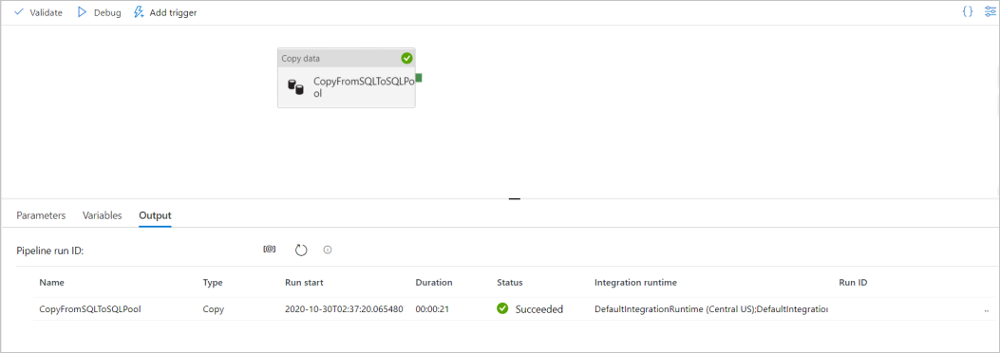 Validate Debug Add trigger {}
Copy data
CopyFromSQLToSQLPo
ol
Parameters Variables Output
Pipeline run ID: [@]
Name Type Run start Duration Status Integration runtime Run ID
CopyFromSQLToSQLPool Copy 2020-10-30T02:37:20.065480 00:00:21 Succeeded DefaultIntegrationRuntime (Central US);DefaultIntegration ..